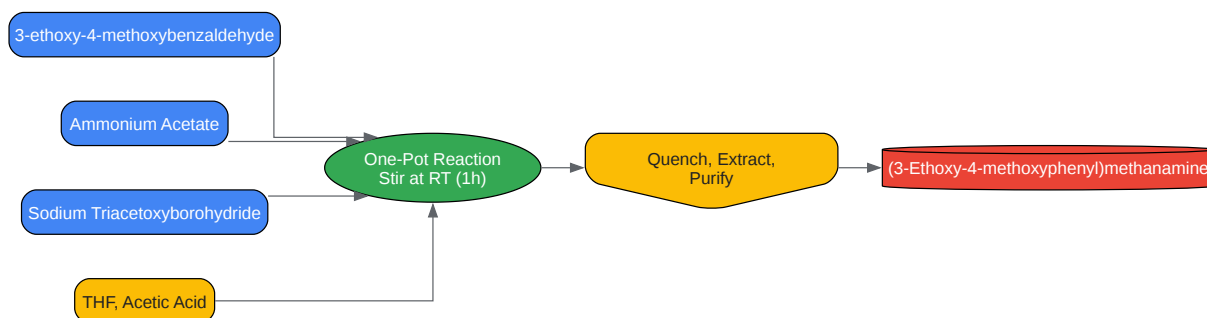 3-ethoxy-4-methoxybenzaldehyde
Ammonium Acetate
Sodium Triacetoxyborohydride
THF, Acetic Acid
One-Pot Reaction
Stir at RT (1h)
Quench, Extract,
Purify
(3-Ethoxy-4-methoxyphenyl)methanamine